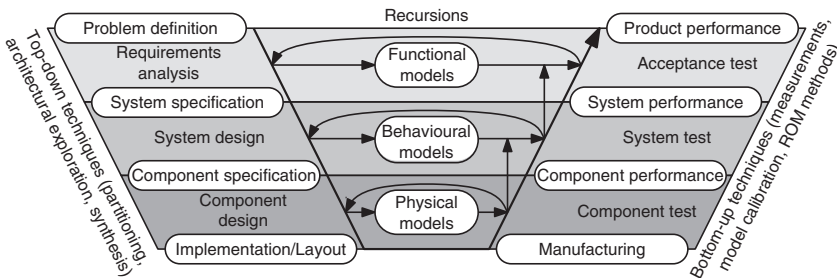 Problem definition
Recursions
Product performance
Requirements
analysis
Functional
models
Acceptance test
System specification
System performance
System design
Behavioural
models
System test
Component specification
Component performance
Component
design
Physical
models
Component test
Implementation/Layout
Manufacturing
Top-down techniques (partitioning,
architectural exploration, synthesis)
Bottom-up techniques (measurements,
model calibration, ROM methods)